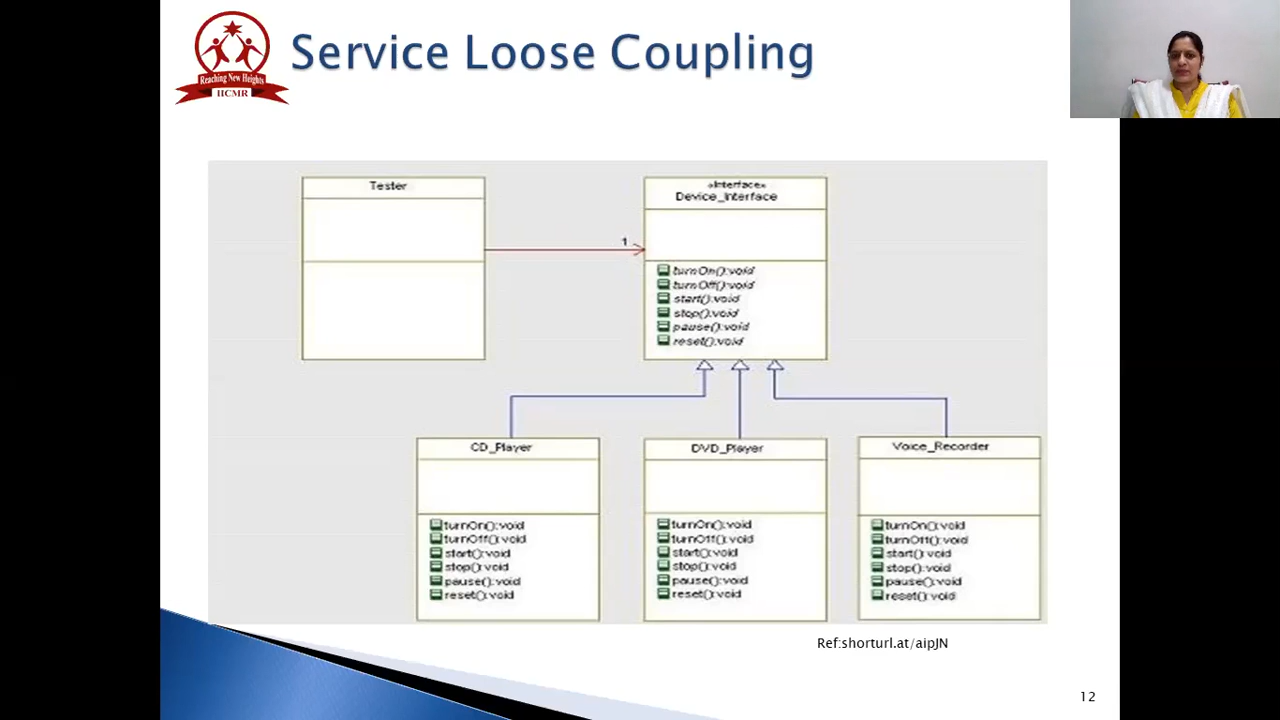 Service Loose Coupling
Reaching New Heights
IICMR
Tester
«Interface»
Device_Interface
1
turnOn():void
turnOff():void
start():void
stop():void
pause():void
reset():void
CD_Player
turnOn():void
turnOff():void
start():void
stop():void
pause():void
reset():void
DVD_Player
turnOn():void
turnOff():void
start():void
stop():void
pause():void
reset():void
Voice_Recorder
turnOn():void
turnOff():void
start():void
stop():void
pause():void
reset():void
Ref:shorturl.at/aipJN
12